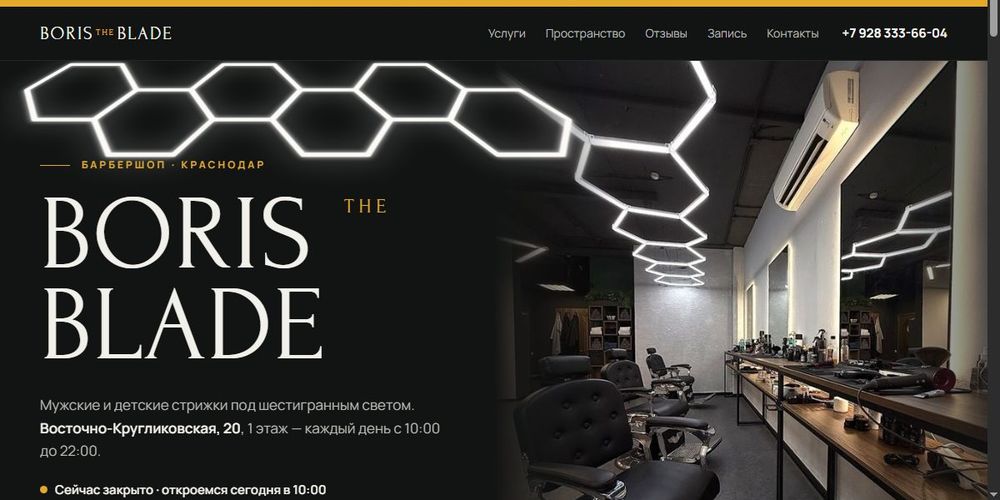 BORIS THE BLADE
Услуги Пространство Отзывы Запись Контакты +7 928 333-66-04
БАРБЕРШОП · КРАСНОДАР
BORIS THE
BLADE
Мужские и детские стрижки под шестигранным светом.
Восточно-Кругликовская, 20, 1 этаж — каждый день с 10:00
до 22:00.
Сейчас закрыто · откроемся сегодня в 10:00